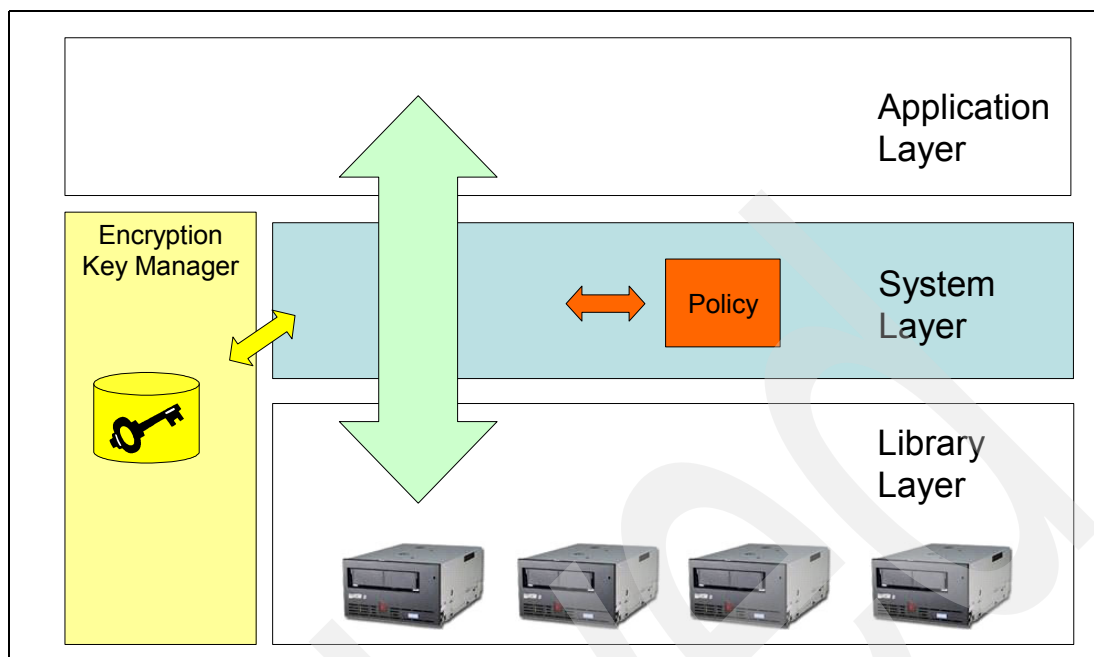 Application
Layer
Encryption
Key Manager
System
Layer
Policy
Library
Layer